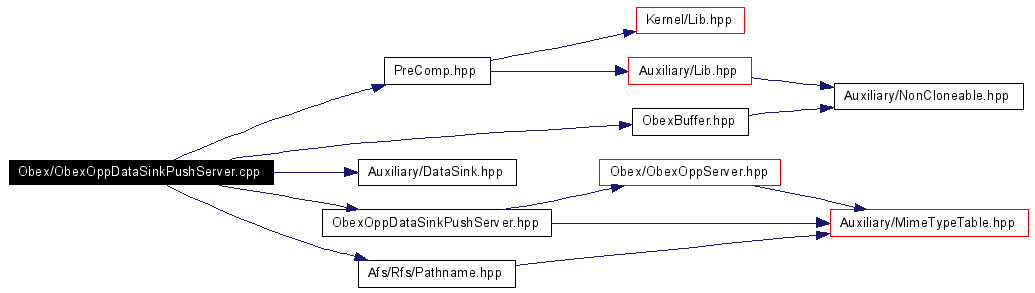 Kernel/Lib.hpp
PreComp.hpp
Auxiliary/Lib.hpp
Auxiliary/NonCloneable.hpp
ObexBuffer.hpp
Obex/ObexOppDataSinkPushServer.cpp
Auxiliary/DataSink.hpp
Obex/ObexOppServer.hpp
ObexOppDataSinkPushServer.hpp
Auxiliary/MimeTypeTable.hpp
Afs/Rfs/Pathname.hpp